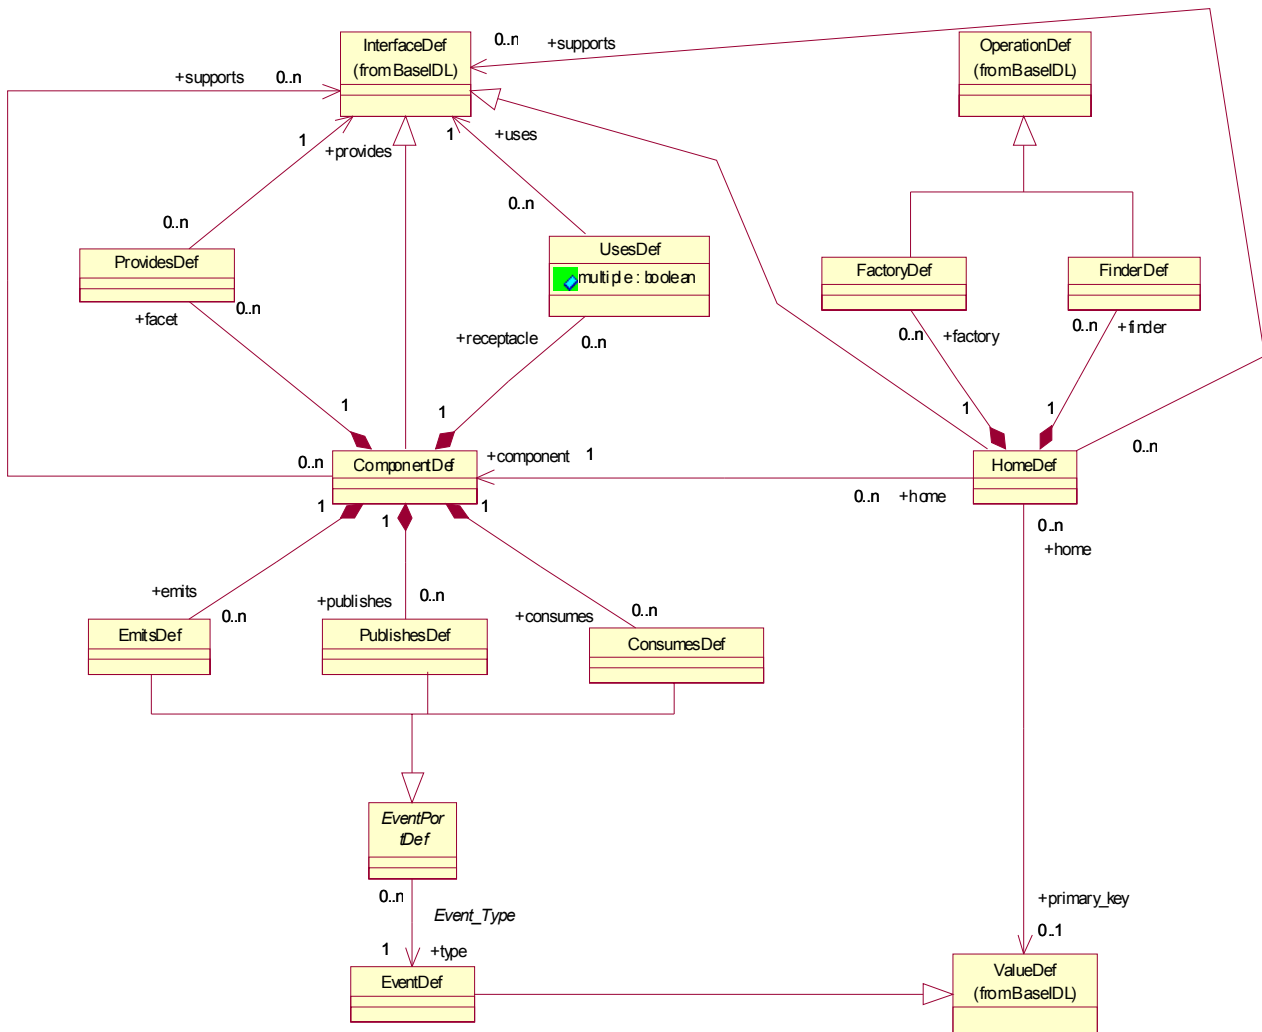 InterfaceDef
(from BaseIDL)
0..n
+supports
OperationDef
(from BaseIDL)
+supports
0..n
1
+provides
1
+uses
0..n
0..n
ProvidesDef
UsesDef
multiple : boolean
FactoryDef
FinderDef
+facet
0..n
+receptacle
0..n
0..n
+factory
0..n
+finder
1
1
1
1
0..n
ComponentDef
+component
1
HomeDef
0..n
0..n
+home
1
1
1
0..n
+home
+emits
0..n
+publishes
0..n
+consumes
0..n
EmitsDef
PublishesDef
ConsumesDef
EventPor
tDef
0..n
Event_Type
1
+type
+primary_key
0..1
EventDef
ValueDef
(from BaseIDL)